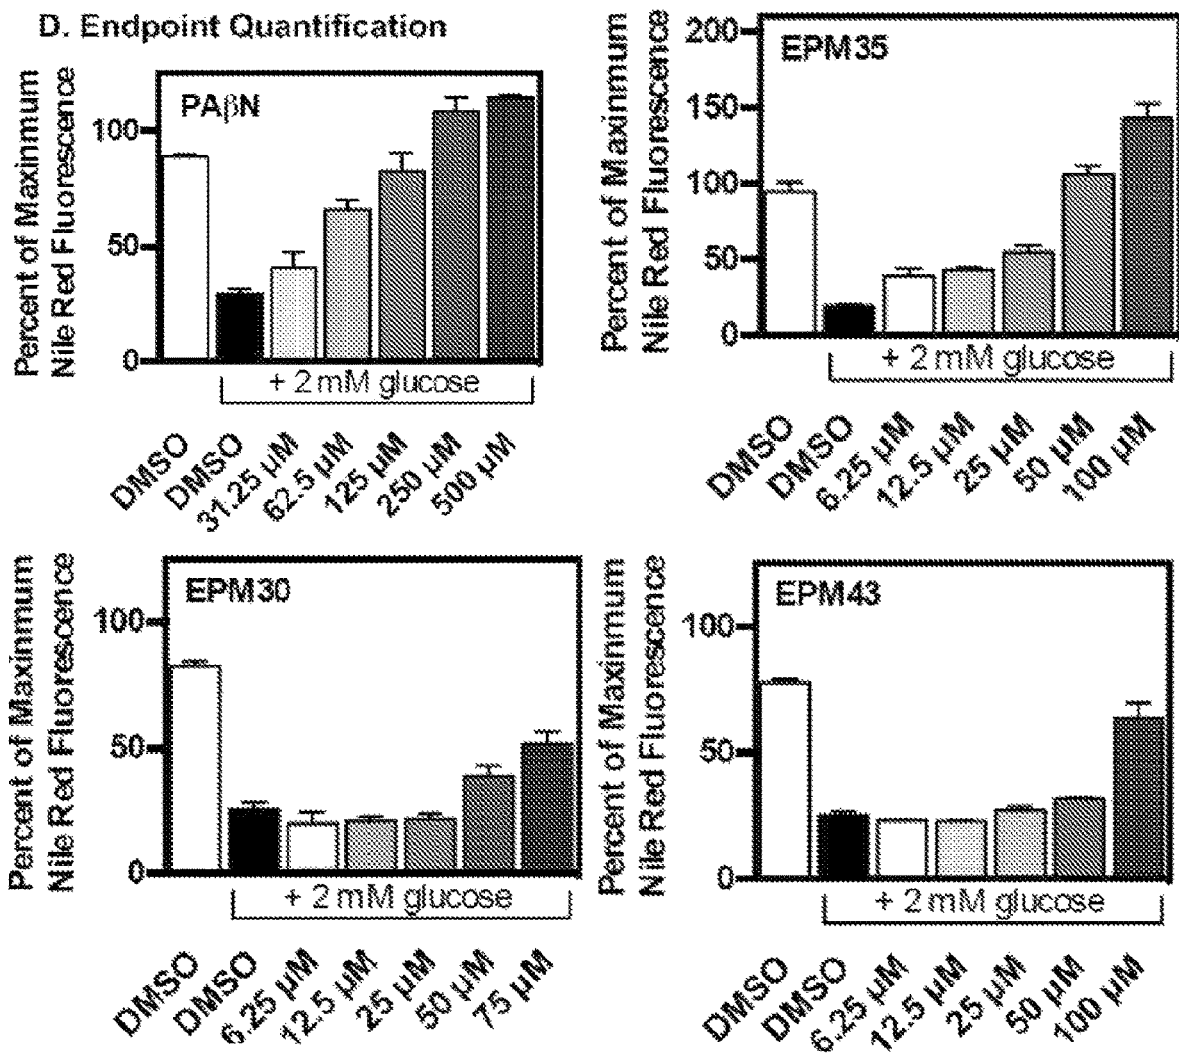 D. Endpoint Quantification
Percent of Maxinmum
Nile Red Fluorescence
PAβN
100
50
0
+ 2 mM glucose
DMSO
DMSO
31.25 µM
62.5 µM
125 µM
250 µM
500 µM
Percent of Maxinmum
Nile Red Fluorescence
EPM35
200
150
100
50
0
+ 2 mM glucose
DMSO
DMSO
6.25 µM
12.5 µM
25 µM
50 µM
100 µM
Percent of Maxinmum
Nile Red Fluorescence
EPM30
100
50
0
+ 2 mM glucose
DMSO
DMSO
6.25 µM
12.5 µM
25 µM
50 µM
75 µM
Percent of Maxinmum
Nile Red Fluorescence
EPM43
100
50
0
+ 2 mM glucose
DMSO
DMSO
6.25 µM
12.5 µM
25 µM
50 µM
100 µM